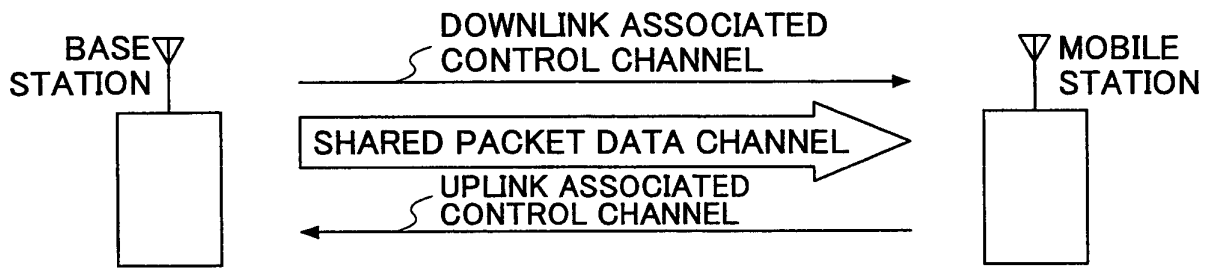 BASE
STATION
DOWNLINK ASSOCIATED
CONTROL CHANNEL
MOBILE
STATION
SHARED PACKET DATA CHANNEL
UPLINK ASSOCIATED
CONTROL CHANNEL